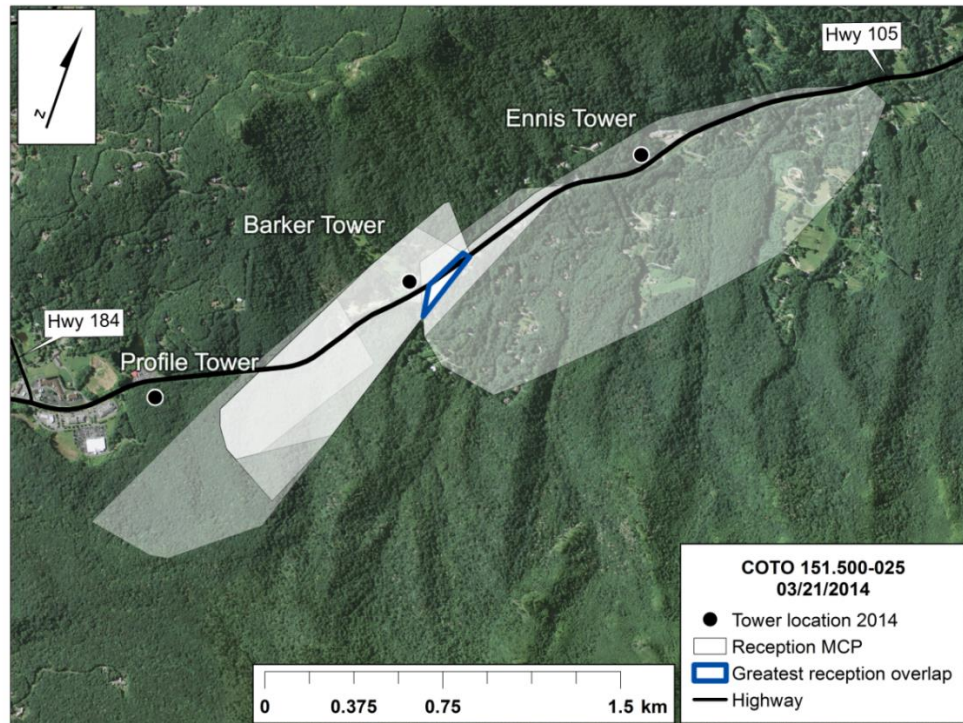 N
Hwy 105
Ennis Tower
Barker Tower
Hwy 184
Profile Tower
COTO 151.500-025
03/21/2014
Tower location 2014
Reception MCP
Greatest reception overlap
Highway
0 0.375 0.75 1.5 km